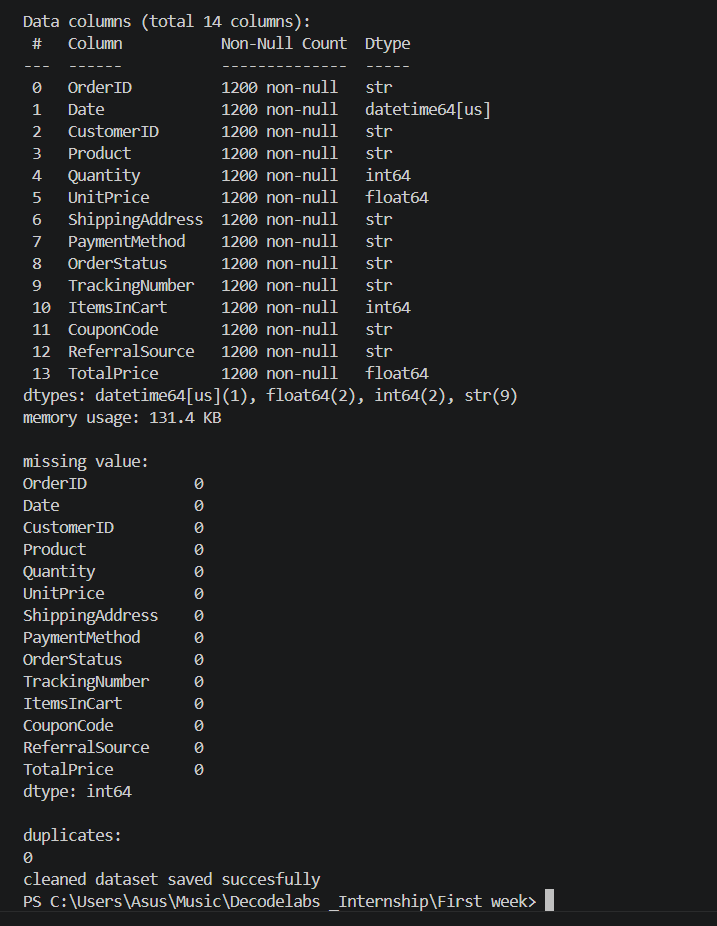 Data columns (total 14 columns):
 #   Column           Non-Null Count  Dtype
---  ------           --------------  -----
 0   OrderID          1200 non-null   str
 1   Date             1200 non-null   datetime64[us]
 2   CustomerID       1200 non-null   str
 3   Product          1200 non-null   str
 4   Quantity         1200 non-null   int64
 5   UnitPrice        1200 non-null   float64
 6   ShippingAddress  1200 non-null   str
 7   PaymentMethod    1200 non-null   str
 8   OrderStatus      1200 non-null   str
 9   TrackingNumber   1200 non-null   str
 10  ItemsInCart      1200 non-null   int64
 11  CouponCode       1200 non-null   str
 12  ReferralSource   1200 non-null   str
 13  TotalPrice       1200 non-null   float64
dtypes: datetime64[us](1), float64(2), int64(2), str(9)
memory usage: 131.4 KB

missing value:
OrderID            0
Date               0
CustomerID         0
Product            0
Quantity           0
UnitPrice          0
ShippingAddress    0
PaymentMethod      0
OrderStatus        0
TrackingNumber     0
ItemsInCart        0
CouponCode         0
ReferralSource     0
TotalPrice         0
dtype: int64

duplicates:
0
cleaned dataset saved succesfully
PS C:\Users\Asus\Music\Decodelabs _Internship\First week>